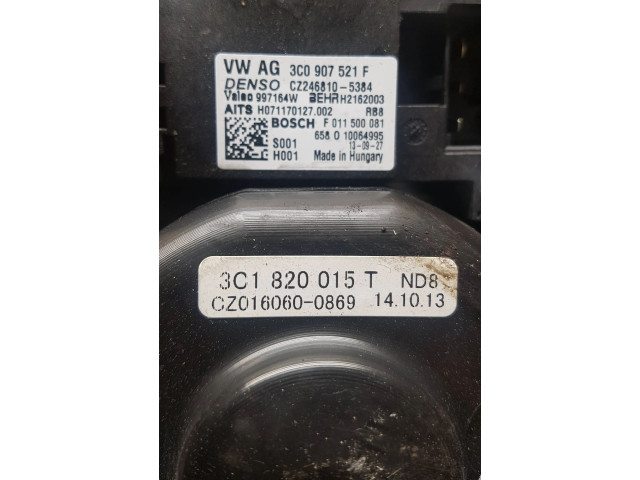 VW AG 3C0 907 521 F
DENSO CZ246810-5384
Valeo 997164W BEHR H2162003
AITS H071170127.002 RB8
BOSCH F 011 500 081
658 0 10064995
S001 13-09-27
H001 Made in Hungary
3C1 820 015 T ND8
CZ016060-0869 14.10.13